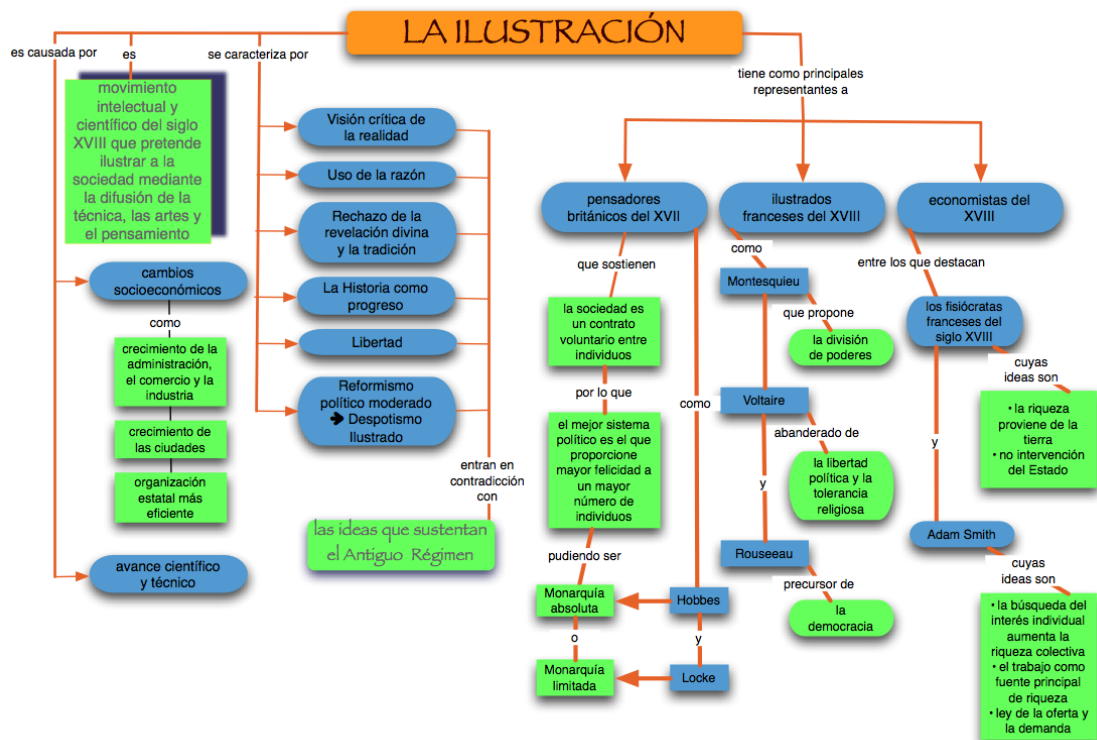 LA ILUSTRACIÓN
es causada por
es
movimiento
intelectual y
científico del siglo
XVIII que pretende
ilustrar a la
sociedad mediante
la difusión de la
técnica, las artes y
el pensamiento
cambios
socioeconómicos
como
crecimiento de la
administración,
el comercio y la
industria
crecimiento de
las ciudades
organización
estatal más
eficiente
avance científico
y técnico
se caracteriza por
Visión crítica de
la realidad
Uso de la razón
Rechazo de la
revelación divina
y la tradición
La Historia como
progreso
Libertad
Reformismo
político moderado
➔ Despotismo
Ilustrado
entran en
contradicción
con
las ideas que sustentan
el Antiguo Régimen
tiene como principales
representantes a
pensadores
británicos del XVII
que sostienen
la sociedad es
un contrato
voluntario entre
individuos
por lo que
el mejor sistema
político es el que
proporcione
mayor felicidad a
un mayor
número de
individuos
pudiendo ser
Monarquía
absoluta
o
Monarquía
limitada
como
Hobbes
y
Locke
ilustrados
franceses del XVIII
como
Montesquieu
que propone
la división
de poderes
Voltaire
abanderado de
la libertad
política y la
tolerancia
religiosa
y
Rouseeau
precursor de
la
democracia
economistas del
XVIII
entre los que destacan
los fisiócratas
franceses del
siglo XVIII
cuyas
ideas son
• la riqueza
proviene de la
tierra
• no intervención
del Estado
y
Adam Smith
cuyas
ideas son
• la búsqueda del
interés individual
aumenta la
riqueza colectiva
• el trabajo como
fuente principal
de riqueza
• ley de la oferta y
la demanda